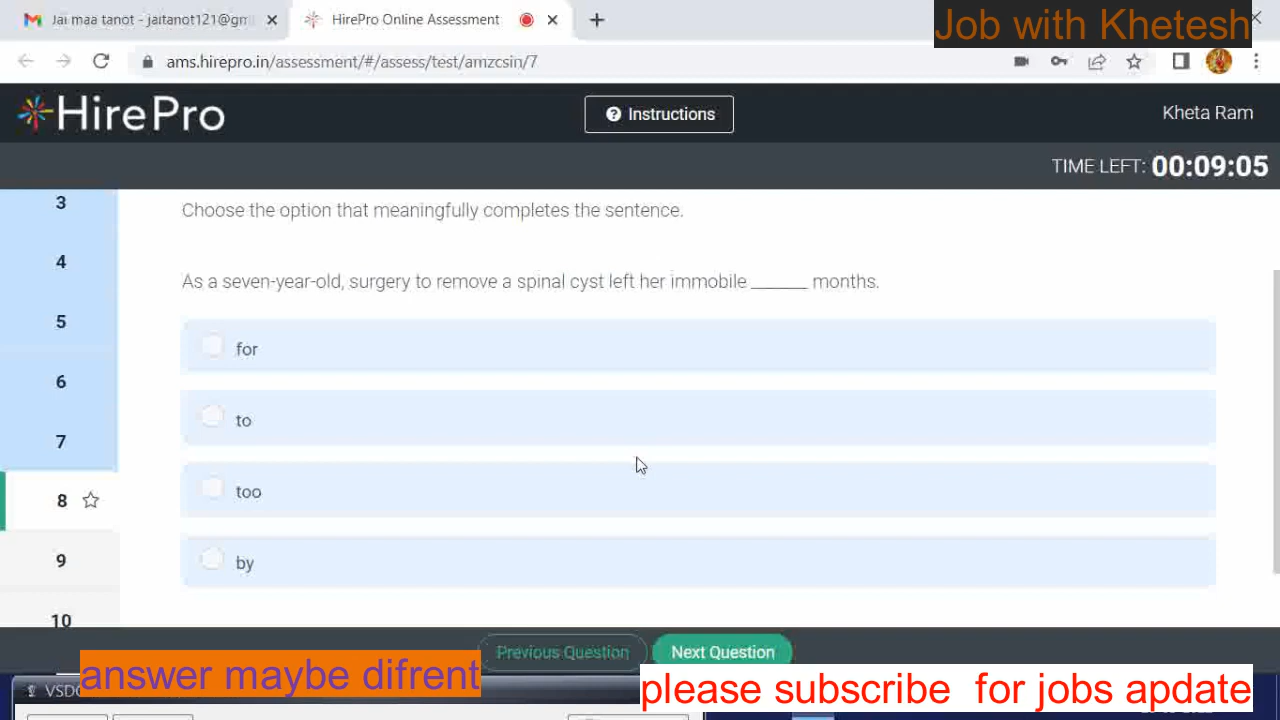 Jai maa tanot - jaitanot121@gm
HirePro Online Assessment
Job with Khetesh
ams.hirepro.in/assessment/#/assess/test/amzcsin/7
HirePro
Instructions
Kheta Ram
TIME LEFT: 00:09:05
3
Choose the option that meaningfully completes the sentence.
4
As a seven-year-old, surgery to remove a spinal cyst left her immobile _______ months.
5
for
6
to
7
too
8
9
by
10
Previous Question
Next Question
answer maybe difrent
please subscribe for jobs apdate